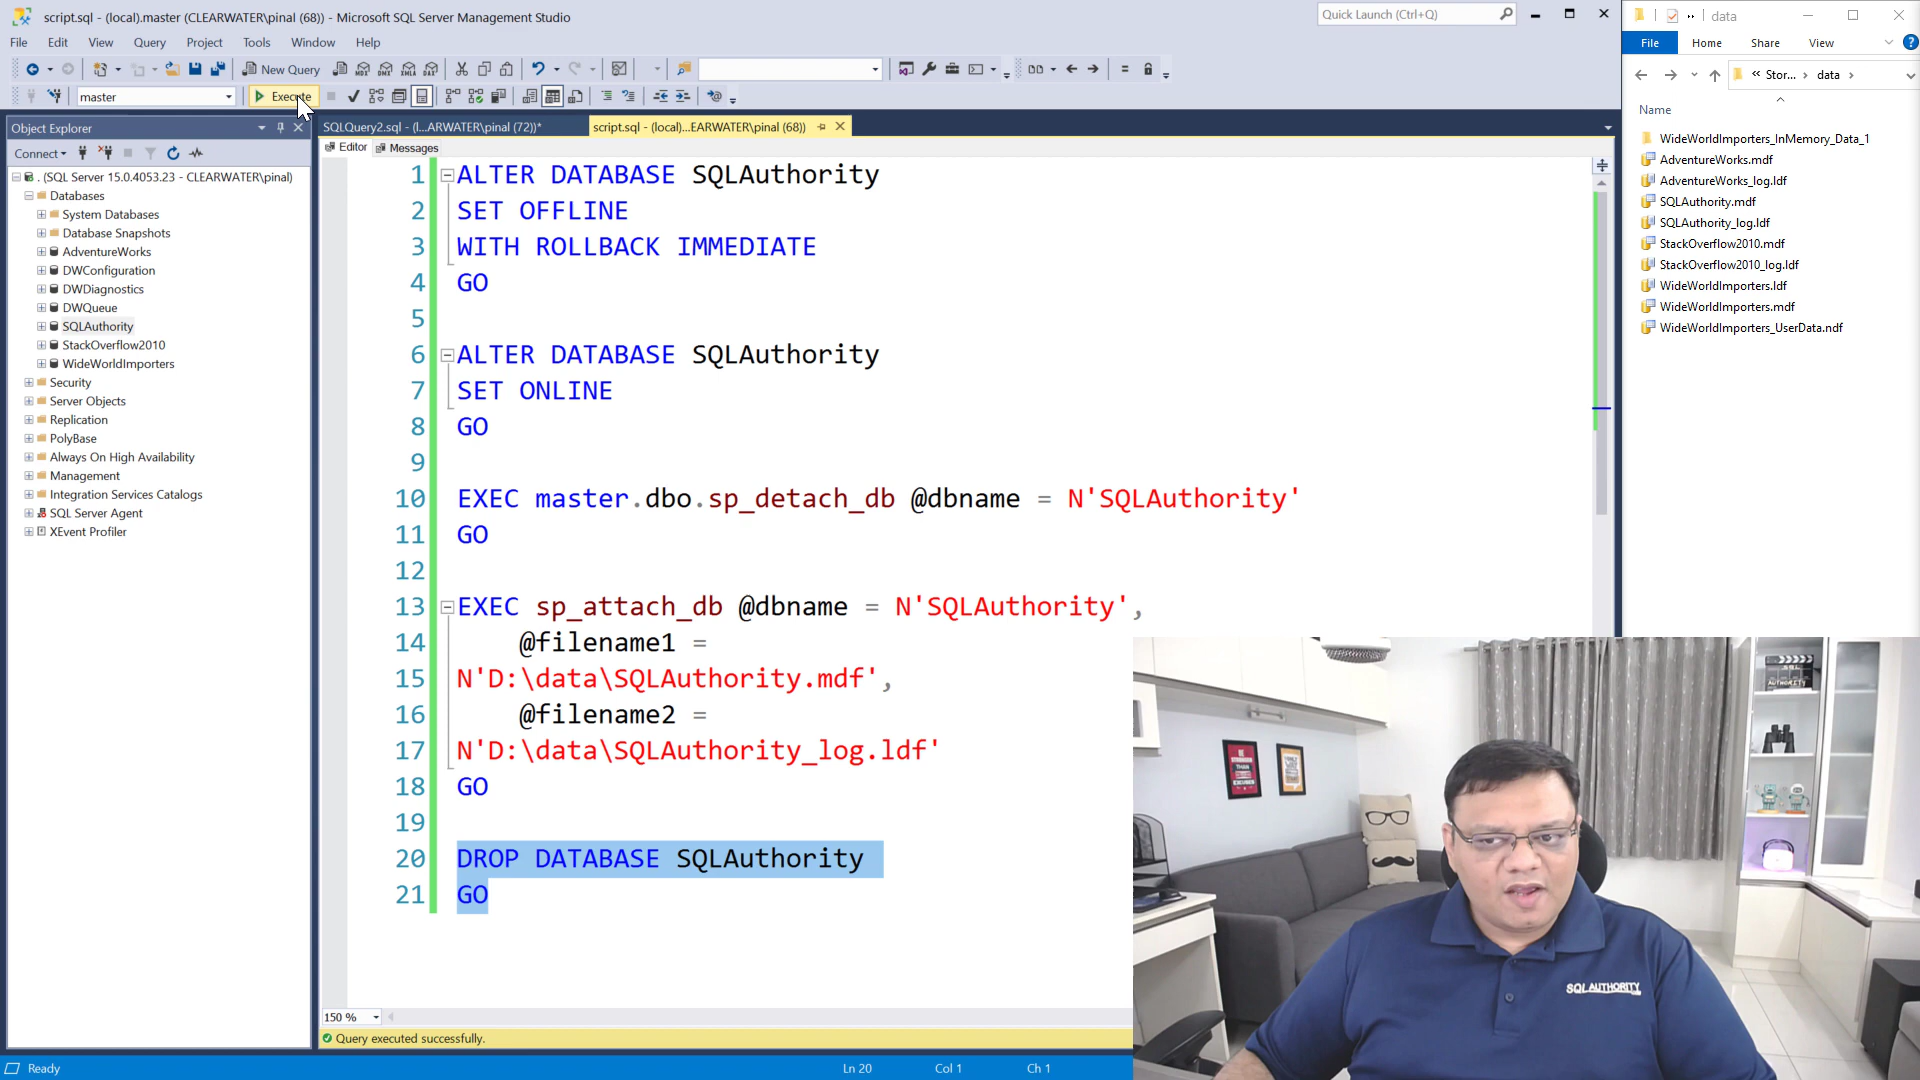 script.sql - (local).master (CLEARWATER\pinal (68)) - Microsoft SQL Server Management Studio
Quick Launch (Ctrl+Q)
File Edit View Query Project Tools Window Help
New Query
master
Execute
Object Explorer
Connect
. (SQL Server 15.0.4053.23 - CLEARWATER\pinal)
Databases
System Databases
Database Snapshots
AdventureWorks
DWConfiguration
DWDiagnostics
DWQueue
SQLAuthority
StackOverflow2010
WideWorldImporters
Security
Server Objects
Replication
PolyBase
Always On High Availability
Management
Integration Services Catalogs
SQL Server Agent
XEvent Profiler
SQLQuery2.sql - (l...ARWATER\pinal (72))*
script.sql - (local)...EARWATER\pinal (68))
Editor Messages
1 ALTER DATABASE SQLAuthority
2 SET OFFLINE
3 WITH ROLLBACK IMMEDIATE
4 GO
5
6 ALTER DATABASE SQLAuthority
7 SET ONLINE
8 GO
9
10 EXEC master.dbo.sp_detach_db @dbname = N'SQLAuthority'
11 GO
12
13 EXEC sp_attach_db @dbname = N'SQLAuthority',
14 @filename1 =
15 N'D:\data\SQLAuthority.mdf',
16 @filename2 =
17 N'D:\data\SQLAuthority_log.ldf'
18 GO
19
20 DROP DATABASE SQLAuthority
21 GO
150 %
Query executed successfully.
Ready Ln 20 Col 1 Ch 1
data
File Home Share View
« Stor... › data ›
Name
WideWorldImporters_InMemory_Data_1
AdventureWorks.mdf
AdventureWorks_log.ldf
SQLAuthority.mdf
SQLAuthority_log.ldf
StackOverflow2010.mdf
StackOverflow2010_log.ldf
WideWorldImporters.ldf
WideWorldImporters.mdf
WideWorldImporters_UserData.ndf
SQLAUTHORITY